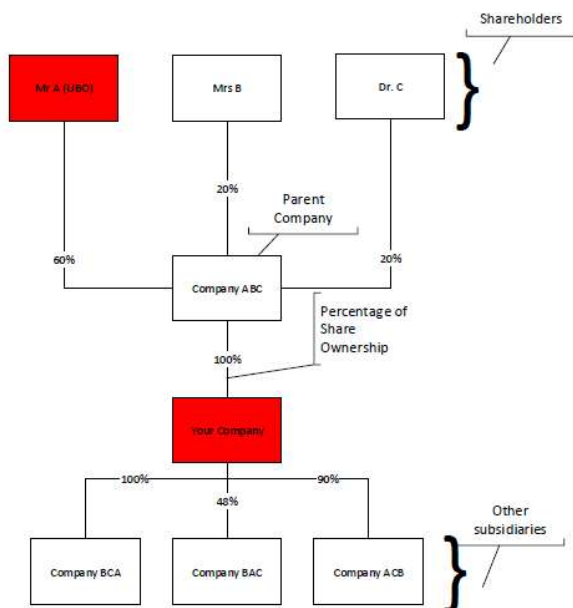 Shareholders
Mr A (UBO)
Mrs B
Dr. C
20%
Parent
Company
60%
20%
Company ABC
Percentage of
Share
Ownership
100%
Your Company
100%
90%
48%
Other
subsidiaries
Company BCA
Company BAC
Company ACB